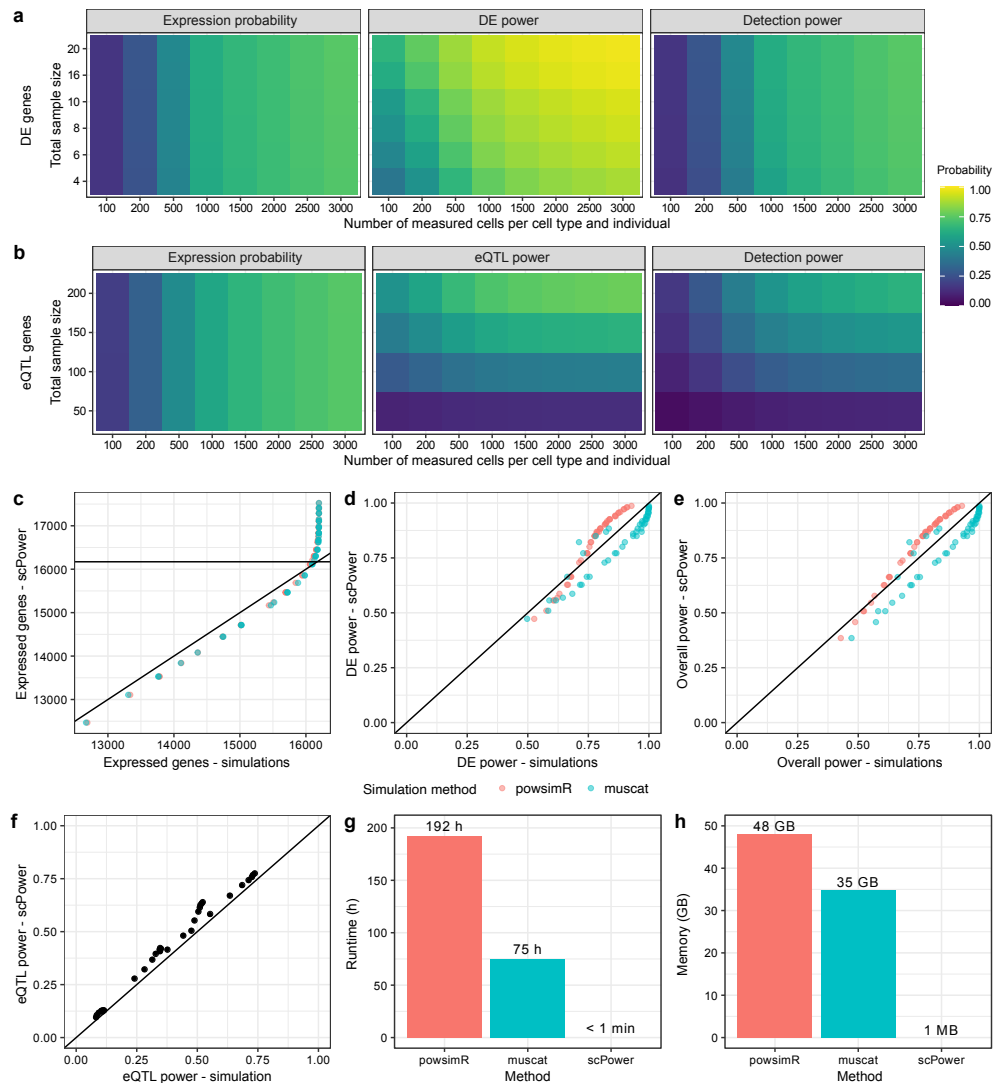 a
Expression probability
DE power
Detection power
DE genes
Total sample size
20
16
10
8
6
4
100 200 500 1000 1500 2000 2500 3000
100 200 500 1000 1500 2000 2500 3000
100 200 500 1000 1500 2000 2500 3000
Number of measured cells per cell type and individual
Probability
1.00
0.75
0.50
0.25
0.00
b
Expression probability
eQTL power
Detection power
eQTL genes
Total sample size
200
150
100
50
100 200 500 1000 1500 2000 2500 3000
100 200 500 1000 1500 2000 2500 3000
100 200 500 1000 1500 2000 2500 3000
Number of measured cells per cell type and individual
c
Expressed genes - scPower
17000
16000
15000
14000
13000
13000 14000 15000 16000
Expressed genes - simulations
d
DE power - scPower
1.00
0.75
0.50
0.25
0.00
0.00 0.25 0.50 0.75 1.00
DE power - simulations
e
Overall power - scPower
1.00
0.75
0.50
0.25
0.00
0.00 0.25 0.50 0.75 1.00
Overall power - simulations
Simulation method powsimR muscat
f
eQTL power - scPower
1.00
0.75
0.50
0.25
0.00
0.00 0.25 0.50 0.75 1.00
eQTL power - simulation
g
Runtime (h)
200
150
100
50
0
192 h
75 h
< 1 min
powsimR muscat scPower
Method
h
Memory (GB)
50
40
30
20
10
0
48 GB
35 GB
1 MB
powsimR muscat scPower
Method